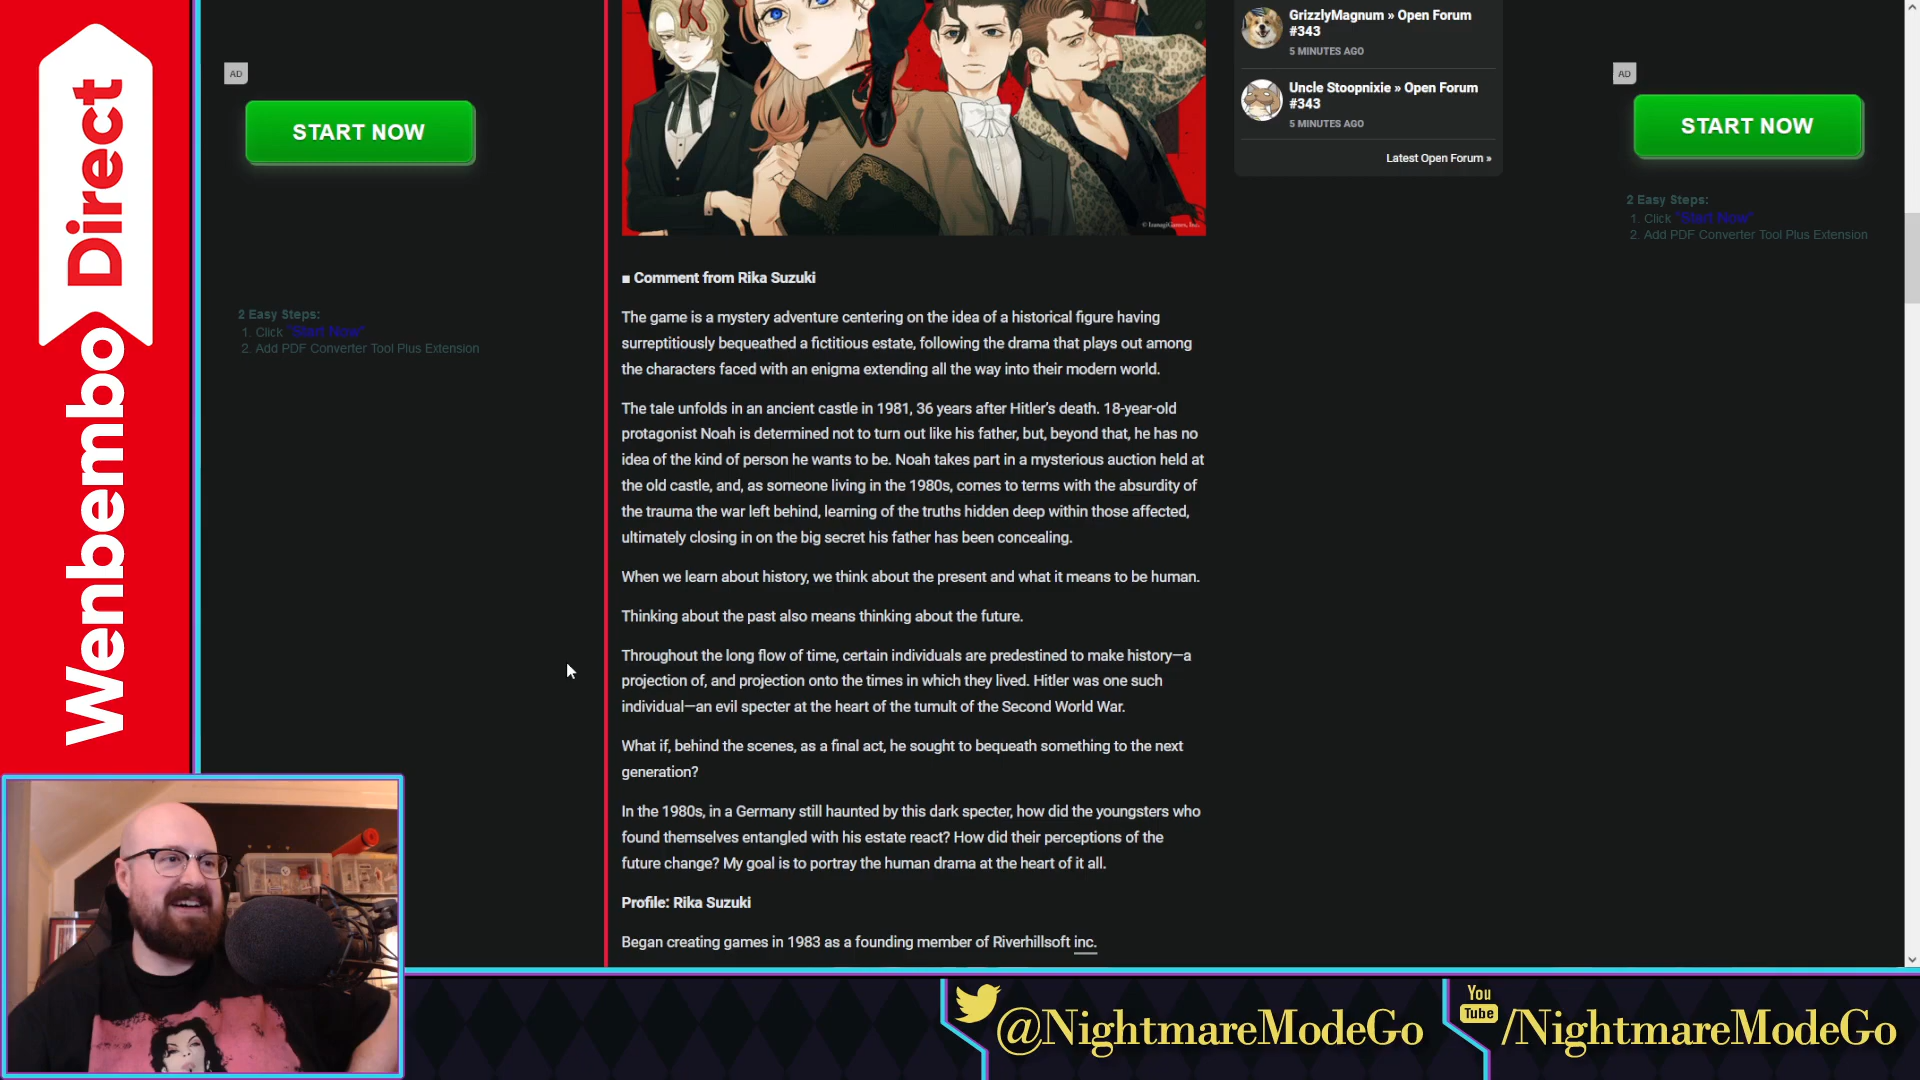 Wenbembo Direct
AD
START NOW
2 Easy Steps:
1. Click "Start Now"
2. Add PDF Converter Tool Plus Extension
© IzanagiGames, Inc.
■ Comment from Rika Suzuki
The game is a mystery adventure centering on the idea of a historical figure having
surreptitiously bequeathed a fictitious estate, following the drama that plays out among
the characters faced with an enigma extending all the way into their modern world.
The tale unfolds in an ancient castle in 1981, 36 years after Hitler's death. 18-year-old
protagonist Noah is determined not to turn out like his father, but, beyond that, he has no
idea of the kind of person he wants to be. Noah takes part in a mysterious auction held at
the old castle, and, as someone living in the 1980s, comes to terms with the absurdity of
the trauma the war left behind, learning of the truths hidden deep within those affected,
ultimately closing in on the big secret his father has been concealing.
When we learn about history, we think about the present and what it means to be human.
Thinking about the past also means thinking about the future.
Throughout the long flow of time, certain individuals are predestined to make history—a
projection of, and projection onto the times in which they lived. Hitler was one such
individual—an evil specter at the heart of the tumult of the Second World War.
What if, behind the scenes, as a final act, he sought to bequeath something to the next
generation?
In the 1980s, in a Germany still haunted by this dark specter, how did the youngsters who
found themselves entangled with his estate react? How did their perceptions of the
future change? My goal is to portray the human drama at the heart of it all.
Profile: Rika Suzuki
Began creating games in 1983 as a founding member of Riverhillsoft inc.
GrizzlyMagnum » Open Forum
#343
5 MINUTES AGO
Uncle Stoopnixie » Open Forum
#343
5 MINUTES AGO
Latest Open Forum »
AD
START NOW
2 Easy Steps:
1. Click "Start Now"
2. Add PDF Converter Tool Plus Extension
@NightmareModeGo
You
Tube
/NightmareModeGo